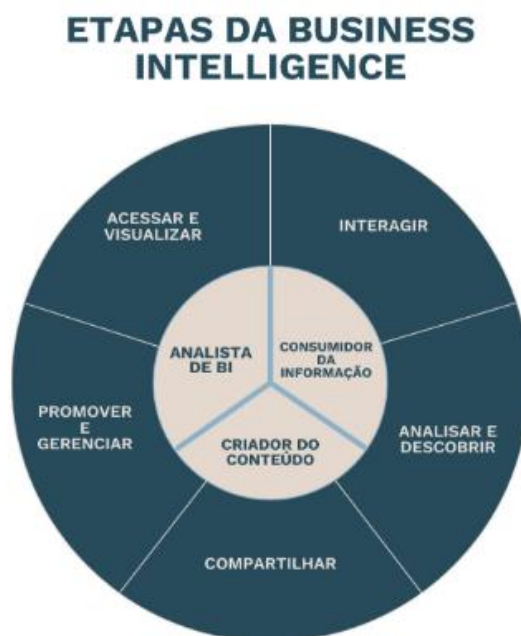 ETAPAS DA BUSINESS
INTELLIGENCE
ACESSAR E
VISUALIZAR
INTERAGIR
ANALISTA
DE BI
CONSUMIDOR
DA
INFORMAÇÃO
PROMOVER
E
GERENCIAR
ANALISAR E
DESCOBRIR
CRIADOR DO
CONTEÚDO
COMPARTILHAR